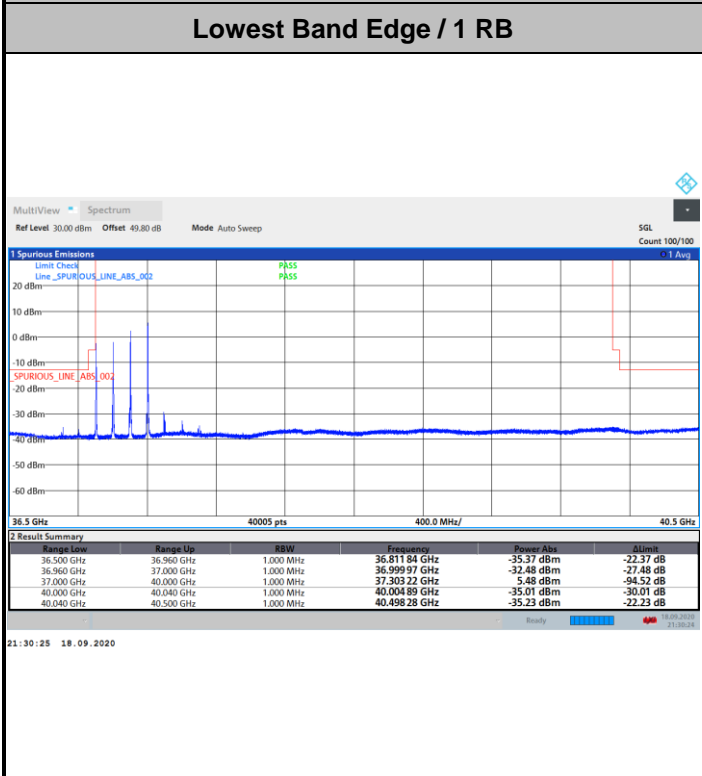 Lowest Band Edge / 1 RB
MultiView Spectrum
Ref Level 30.00 dBm Offset 49.80 dB Mode Auto Sweep SGL
Count 100/100
1 Spurious Emissions 1 Avg
Limit Check PASS
Line _SPURIOUS_LINE_ABS_002 PASS
20 dBm
10 dBm
0 dBm
-10 dBm
_SPURIOUS_LINE_ABS_002
-20 dBm
-30 dBm
-40 dBm
-50 dBm
-60 dBm
36.5 GHz 40005 pts 400.0 MHz/ 40.5 GHz
2 Result Summary
Range Low Range Up RBW Frequency Power Abs ΔLimit
36.500 GHz 36.960 GHz 1.000 MHz 36.811 84 GHz -35.37 dBm -22.37 dB
36.960 GHz 37.000 GHz 1.000 MHz 36.999 97 GHz -32.48 dBm -27.48 dB
37.000 GHz 40.000 GHz 1.000 MHz 37.303 22 GHz 5.48 dBm -94.52 dB
40.000 GHz 40.040 GHz 1.000 MHz 40.004 89 GHz -35.01 dBm -30.01 dB
40.040 GHz 40.500 GHz 1.000 MHz 40.498 28 GHz -35.23 dBm -22.23 dB
Ready 18.09.2020
21:30:24
21:30:25 18.09.2020